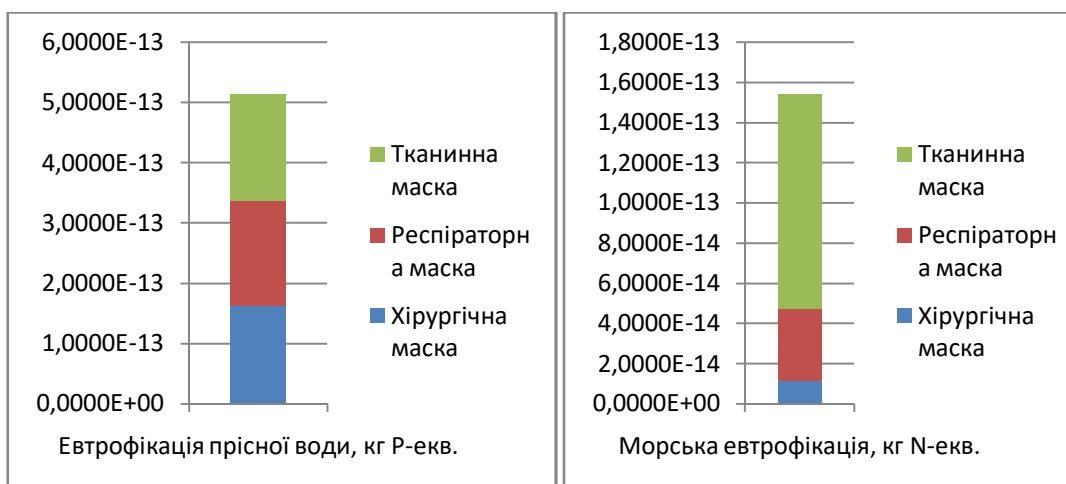 6,0000E-13
5,0000E-13
4,0000E-13
3,0000E-13
2,0000E-13
1,0000E-13
0,0000E+00
Тканинна
маска
Респіраторн
а маска
Хірургічна
маска
Евтрофікація прісної води, кг P-екв.
1,8000E-13
1,6000E-13
1,4000E-13
1,2000E-13
1,0000E-13
8,0000E-14
6,0000E-14
4,0000E-14
2,0000E-14
0,0000E+00
Тканинна
маска
Респіраторн
а маска
Хірургічна
маска
Морська евтрофікація, кг N-екв.